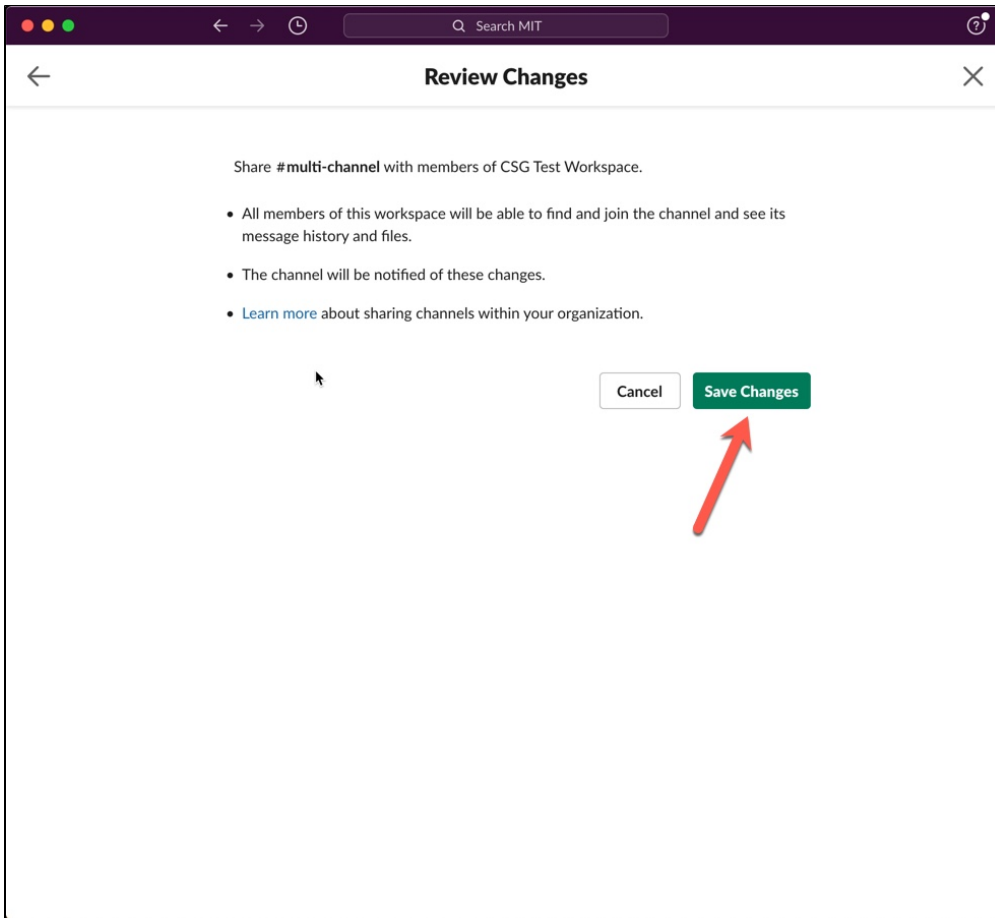 Search MIT
Review Changes
Share #multi-channel with members of CSG Test Workspace.
• All members of this workspace will be able to find and join the channel and see its
message history and files.
• The channel will be notified of these changes.
• Learn more about sharing channels within your organization.
Cancel
Save Changes